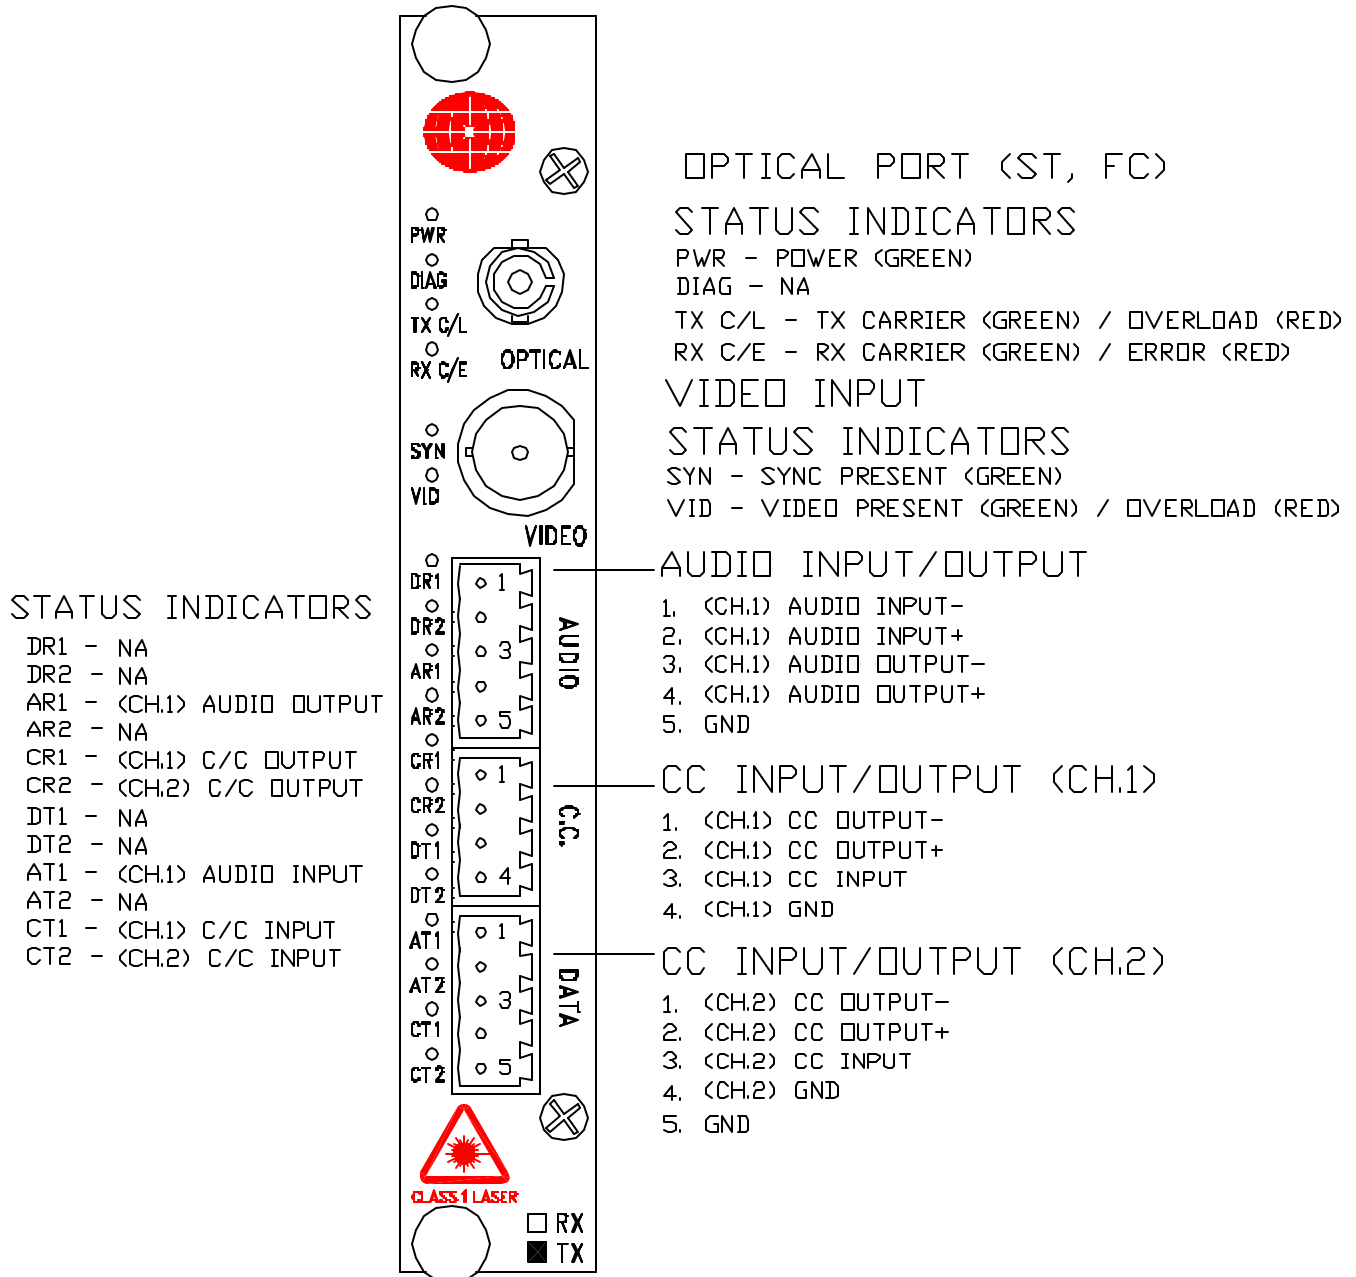 PWR
DIAG
TX C/L
RX C/E
OPTICAL
SYN
VID
VIDEO
DR1
DR2
AR1
AR2
CR1
CR2
DT1
DT2
AT1
AT2
CT1
CT2
1
3
5
AUDIO
1
4
C.C.
1
3
5
DATA
CLASS 1 LASER
RX
TX
STATUS INDICATORS
DR1 - NA
DR2 - NA
AR1 - (CH.1) AUDIO OUTPUT
AR2 - NA
CR1 - (CH.1) C/C OUTPUT
CR2 - (CH.2) C/C OUTPUT
DT1 - NA
DT2 - NA
AT1 - (CH.1) AUDIO INPUT
AT2 - NA
CT1 - (CH.1) C/C INPUT
CT2 - (CH.2) C/C INPUT
OPTICAL PORT (ST, FC)
STATUS INDICATORS
PWR - POWER (GREEN)
DIAG - NA
TX C/L - TX CARRIER (GREEN) / OVERLOAD (RED)
RX C/E - RX CARRIER (GREEN) / ERROR (RED)
VIDEO INPUT
STATUS INDICATORS
SYN - SYNC PRESENT (GREEN)
VID - VIDEO PRESENT (GREEN) / OVERLOAD (RED)
AUDIO INPUT/OUTPUT
1. (CH.1) AUDIO INPUT-
2. (CH.1) AUDIO INPUT+
3. (CH.1) AUDIO OUTPUT-
4. (CH.1) AUDIO OUTPUT+
5. GND
CC INPUT/OUTPUT (CH.1)
1. (CH.1) CC OUTPUT-
2. (CH.1) CC OUTPUT+
3. (CH.1) CC INPUT
4. (CH.1) GND
CC INPUT/OUTPUT (CH.2)
1. (CH.2) CC OUTPUT-
2. (CH.2) CC OUTPUT+
3. (CH.2) CC INPUT
4. (CH.2) GND
5. GND